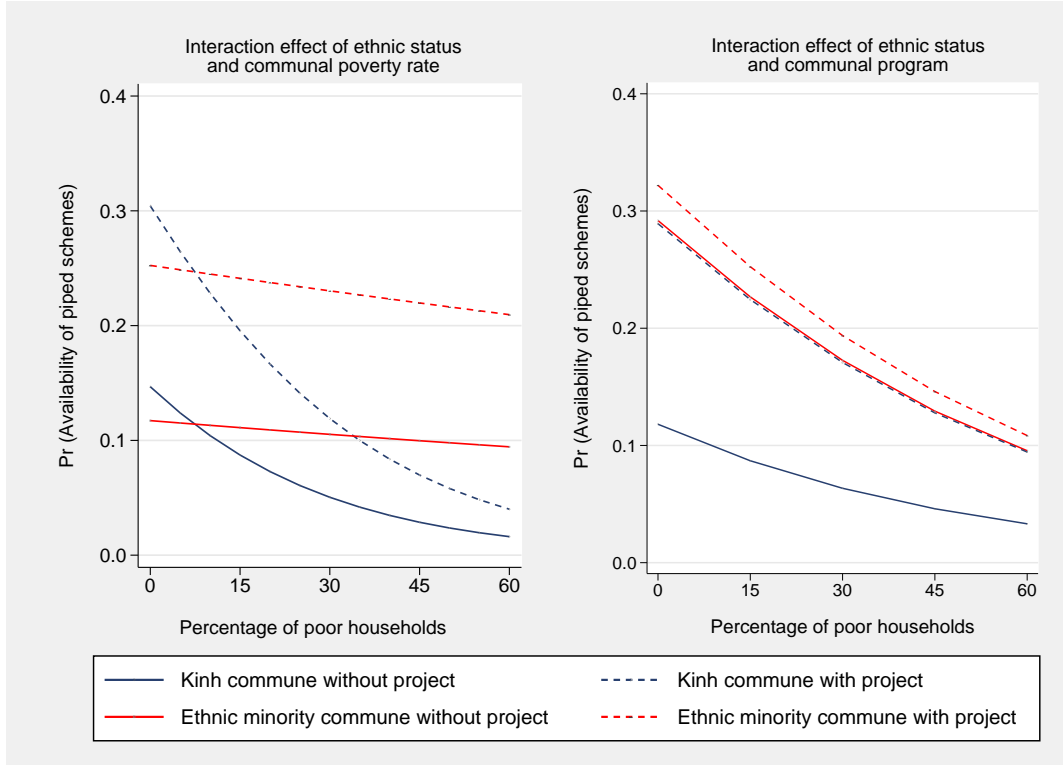 Interaction effect of ethnic status
and communal poverty rate
0.4
0.3
0.2
0.1
0.0
Pr (Availability of piped schemes)
0 15 30 45 60
Percentage of poor households
Interaction effect of ethnic status
and communal program
0.4
0.3
0.2
0.1
0.0
Pr (Availability of piped schemes)
0 15 30 45 60
Percentage of poor households
Kinh commune without project
Kinh commune with project
Ethnic minority commune without project
Ethnic minority commune with project